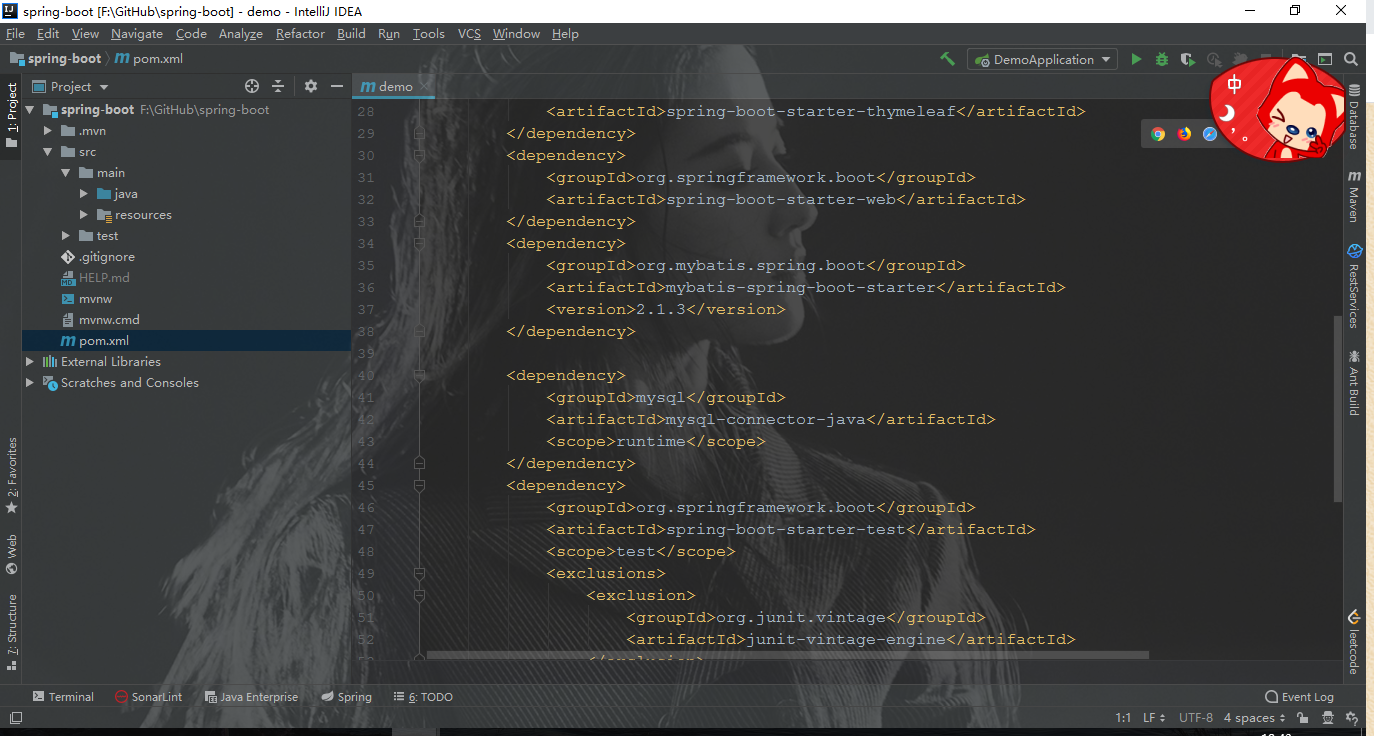 spring-boot [F:\GitHub\spring-boot] - demo - IntelliJ IDEA
File Edit View Navigate Code Analyze Refactor Build Run Tools VCS Window Help
spring-boot pom.xml
DemoApplication
Project
demo
1: Project
spring-boot F:\GitHub\spring-boot
.mvn
src
main
java
resources
test
.gitignore
HELP.md
mvnw
mvnw.cmd
pom.xml
External Libraries
Scratches and Consoles
2: Favorites
Web
7: Structure
28 <artifactId>spring-boot-starter-thymeleaf</artifactId>
29 </dependency>
30 <dependency>
31 <groupId>org.springframework.boot</groupId>
32 <artifactId>spring-boot-starter-web</artifactId>
33 </dependency>
34 <dependency>
35 <groupId>org.mybatis.spring.boot</groupId>
36 <artifactId>mybatis-spring-boot-starter</artifactId>
37 <version>2.1.3</version>
38 </dependency>
39
40 <dependency>
41 <groupId>mysql</groupId>
42 <artifactId>mysql-connector-java</artifactId>
43 <scope>runtime</scope>
44 </dependency>
45 <dependency>
46 <groupId>org.springframework.boot</groupId>
47 <artifactId>spring-boot-starter-test</artifactId>
48 <scope>test</scope>
49 <exclusions>
50 <exclusion>
51 <groupId>org.junit.vintage</groupId>
52 <artifactId>junit-vintage-engine</artifactId>
中
Database
Maven
RestServices
Ant Build
leetcode
Terminal SonarLint Java Enterprise Spring 6: TODO Event Log
1:1 LF UTF-8 4 spaces